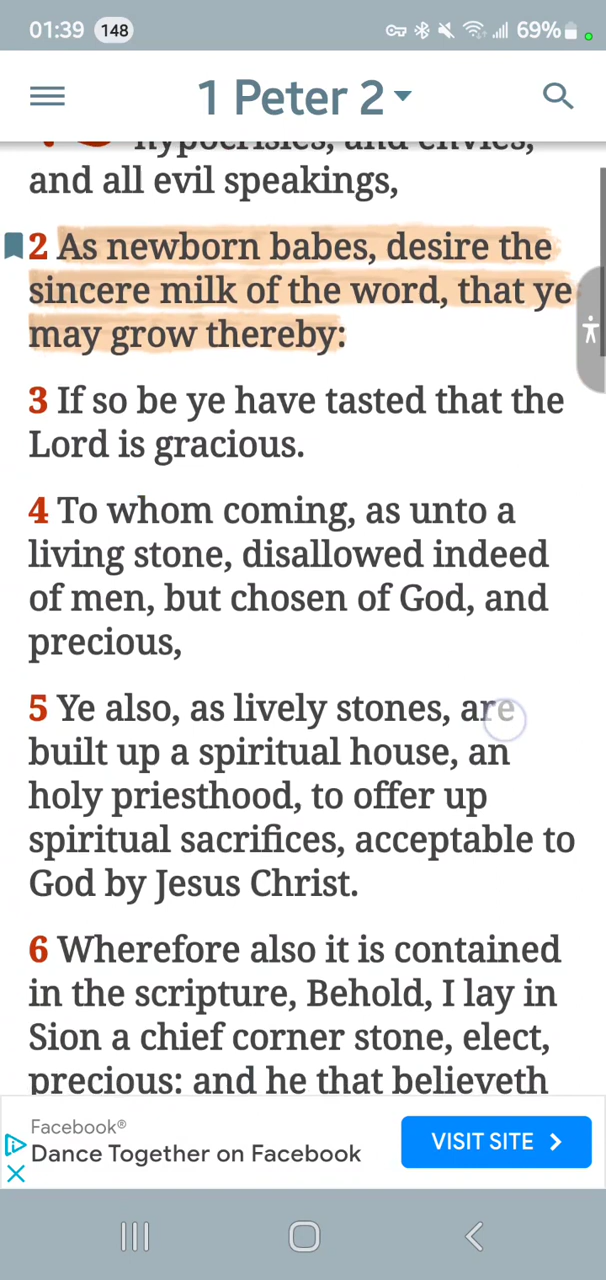 01:39 148 69%
1 Peter 2
hypocrisies, and envies,
and all evil speakings,
2 As newborn babes, desire the
sincere milk of the word, that ye
may grow thereby:
3 If so be ye have tasted that the
Lord is gracious.
4 To whom coming, as unto a
living stone, disallowed indeed
of men, but chosen of God, and
precious,
5 Ye also, as lively stones, are
built up a spiritual house, an
holy priesthood, to offer up
spiritual sacrifices, acceptable to
God by Jesus Christ.
6 Wherefore also it is contained
in the scripture, Behold, I lay in
Sion a chief corner stone, elect,
precious: and he that believeth
Facebook®
Dance Together on Facebook
VISIT SITE